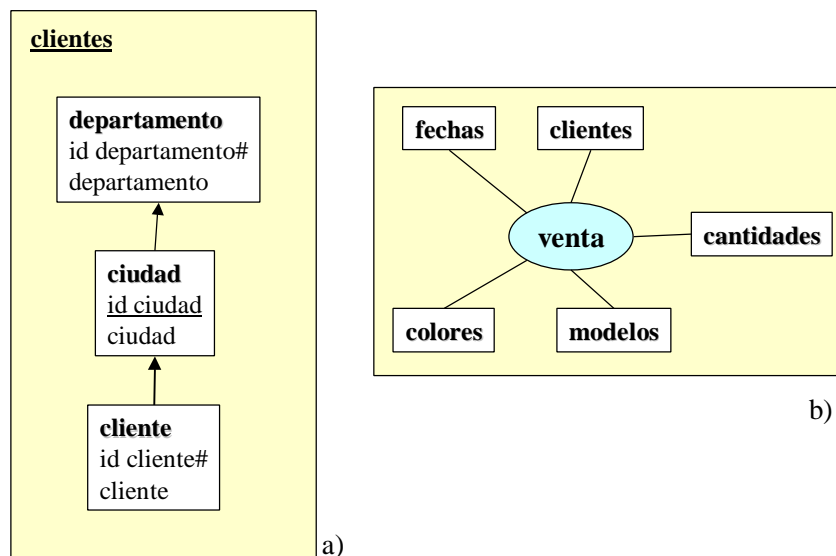 clientes
departamento
id departamento#
departamento
ciudad
id ciudad
ciudad
cliente
id cliente#
cliente
a)
fechas
clientes
venta
cantidades
colores
modelos
b)